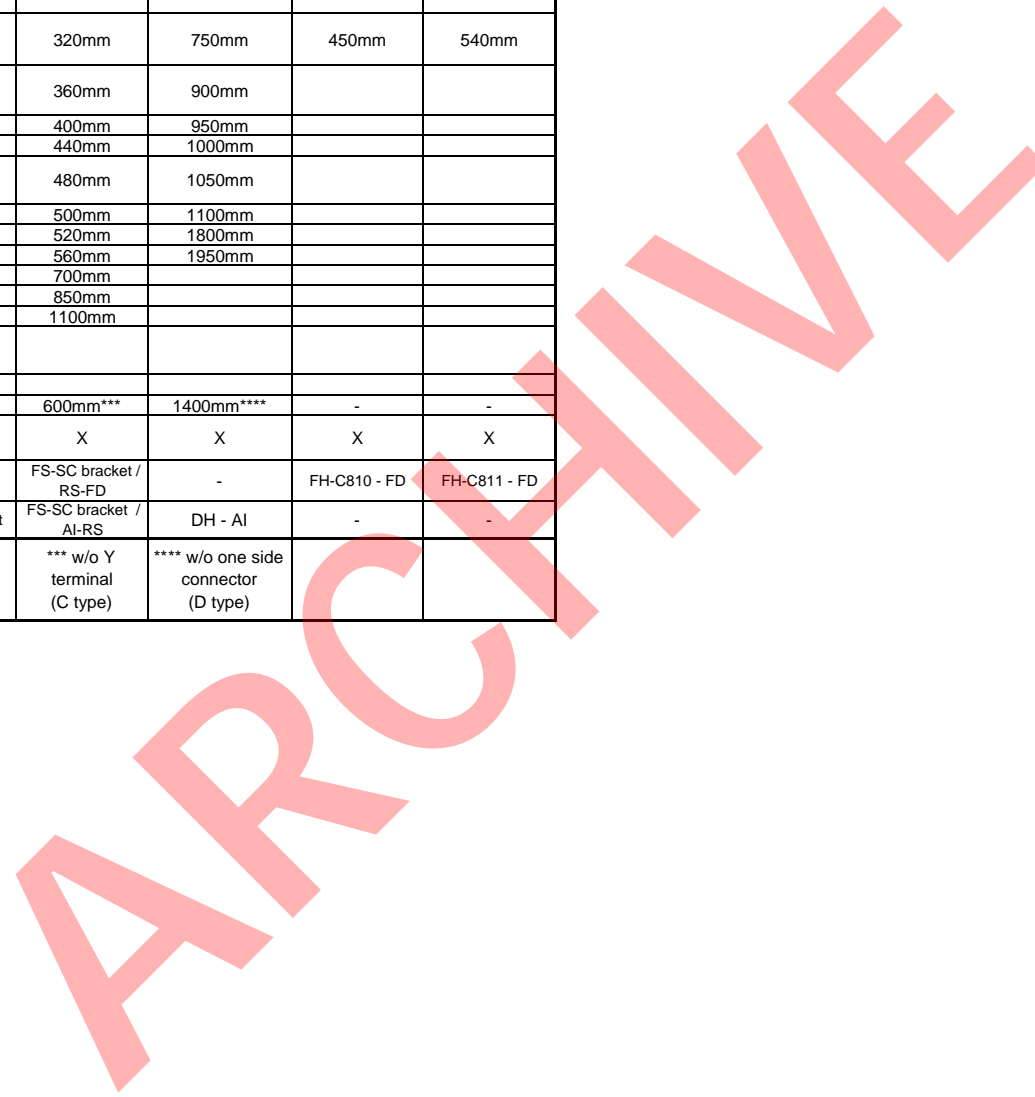 320mm 750mm 450mm 540mm
360mm 900mm
400mm 950mm
440mm 1000mm
480mm 1050mm
500mm 1100mm
520mm 1800mm
560mm 1950mm
700mm
850mm
1100mm
600mm*** 1400mm**** - -
X X X X
FS-SC bracket /
RS-FD - FH-C810 - FD FH-C811 - FD
t FS-SC bracket /
AI-RS DH - AI - -
*** w/o Y **** w/o one side
terminal connector
(C type) (D type)
ARCHIVE